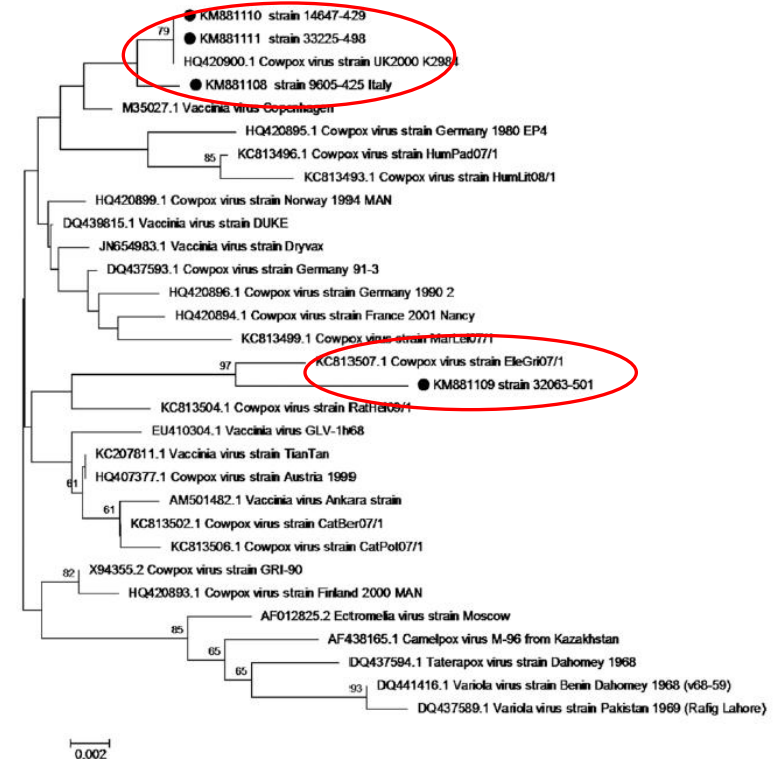 KM881110 strain 14647-429
79
KM881111 strain 33225-498
HQ420900.1 Cowpox virus strain UK2000 K2984
KM881108 strain 9605-425 Italy
M35027.1 Vaccinia virus Copenhagen
HQ420895.1 Cowpox virus strain Germany 1980 EP4
85
KC813496.1 Cowpox virus strain HumPad07/1
KC813493.1 Cowpox virus strain HumLit08/1
HQ420899.1 Cowpox virus strain Norway 1994 MAN
DQ439815.1 Vaccinia virus strain DUKE
JN654983.1 Vaccinia virus strain Dryvax
DQ437593.1 Cowpox virus strain Germany 91-3
HQ420896.1 Cowpox virus strain Germany 1990 2
HQ420894.1 Cowpox virus strain France 2001 Nancy
KC813499.1 Cowpox virus strain MarLei07/1
97
KC813507.1 Cowpox virus strain EleGri07/1
KM881109 strain 32063-501
KC813504.1 Cowpox virus strain RatHei09/1
EU410304.1 Vaccinia virus GLV-1h68
KC207811.1 Vaccinia virus strain TianTan
HQ407377.1 Cowpox virus strain Austria 1999
61
AM501482.1 Vaccinia virus Ankara strain
61
KC813502.1 Cowpox virus strain CatBer07/1
KC813506.1 Cowpox virus strain CatPot07/1
82
X94355.2 Cowpox virus strain GRI-90
HQ420893.1 Cowpox virus strain Finland 2000 MAN
AF012825.2 Ectromelia virus strain Moscow
85
AF438165.1 Camelpox virus M-96 from Kazakhstan
65
DQ437594.1 Taterapox virus strain Dahomey 1968
65
DQ441416.1 Variola virus strain Benin Dahomey 1968 (v68-59)
93
DQ437589.1 Variola virus strain Pakistan 1969 (Rafig Lahore)
0.002